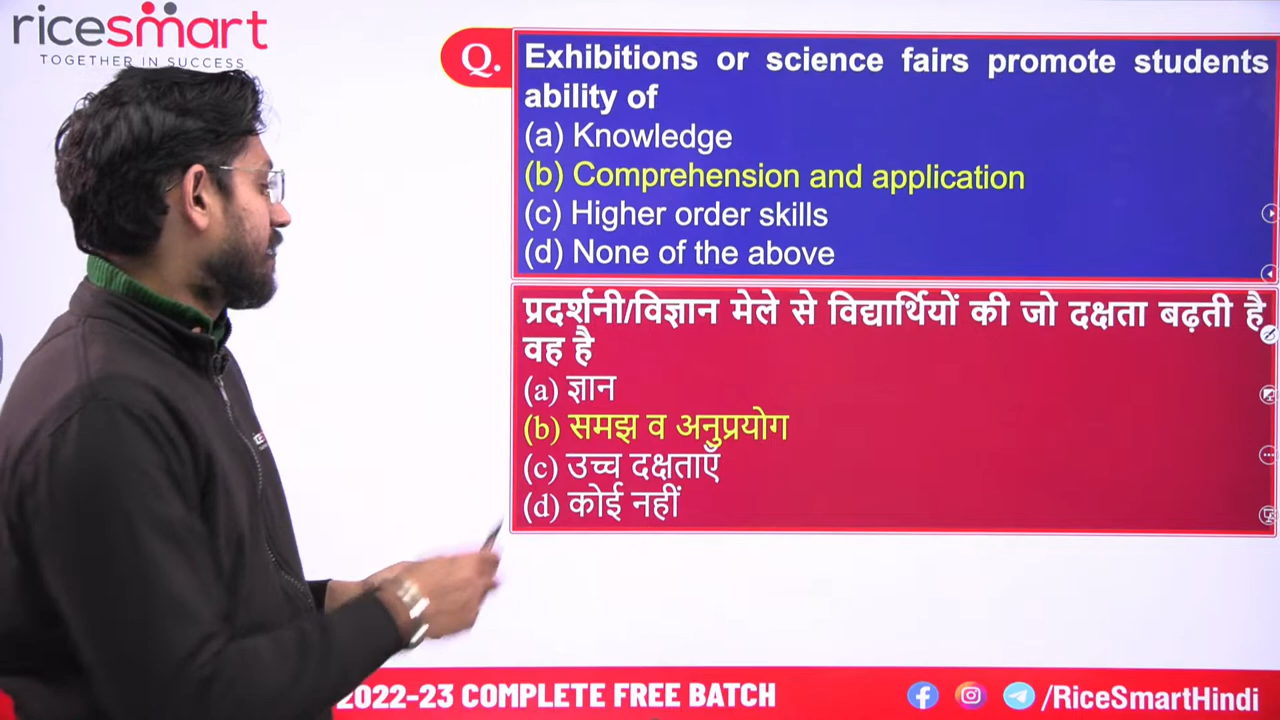 ricesmart
TOGETHER IN SUCCESS
Q.
Exhibitions or science fairs promote students
ability of
(a) Knowledge
(b) Comprehension and application
(c) Higher order skills
(d) None of the above
प्रदर्शनी/विज्ञान मेले से विद्यार्थियों की जो दक्षता बढ़ती है
वह है
(a) ज्ञान
(b) समझ व अनुप्रयोग
(c) उच्च दक्षताएँ
(d) कोई नहीं
2022-23 COMPLETE FREE BATCH
/RiceSmartHindi